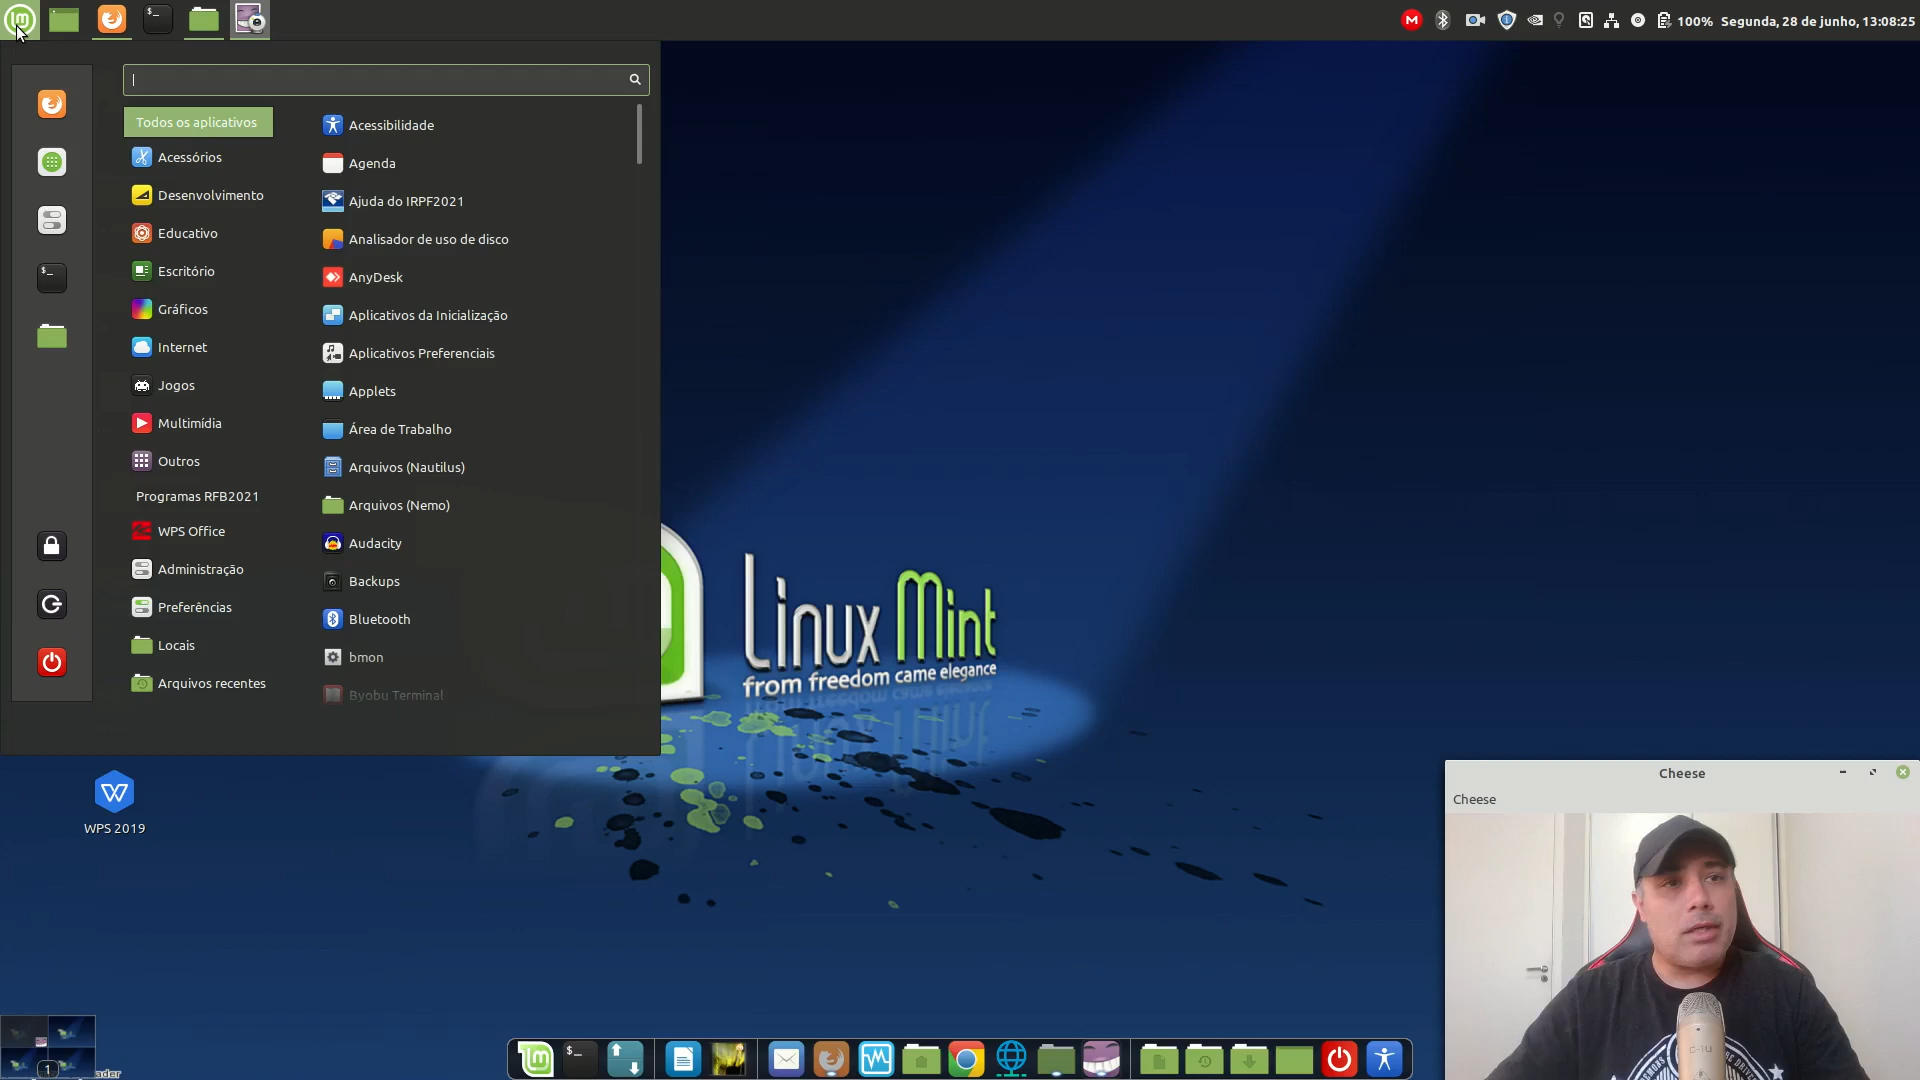 100% Segunda, 28 de junho, 13:08:25
Todos os aplicativos
Acessórios
Desenvolvimento
Educativo
Escritório
Gráficos
Internet
Jogos
Multimídia
Outros
Programas RFB2021
WPS Office
Administração
Preferências
Locais
Arquivos recentes
Acessibilidade
Agenda
Ajuda do IRPF2021
Analisador de uso de disco
AnyDesk
Aplicativos da Inicialização
Aplicativos Preferenciais
Applets
Área de Trabalho
Arquivos (Nautilus)
Arquivos (Nemo)
Audacity
Backups
Bluetooth
bmon
Byobu Terminal
Linux Mint
from freedom came elegance
WPS 2019
Cheese
Cheese
C-1U
1